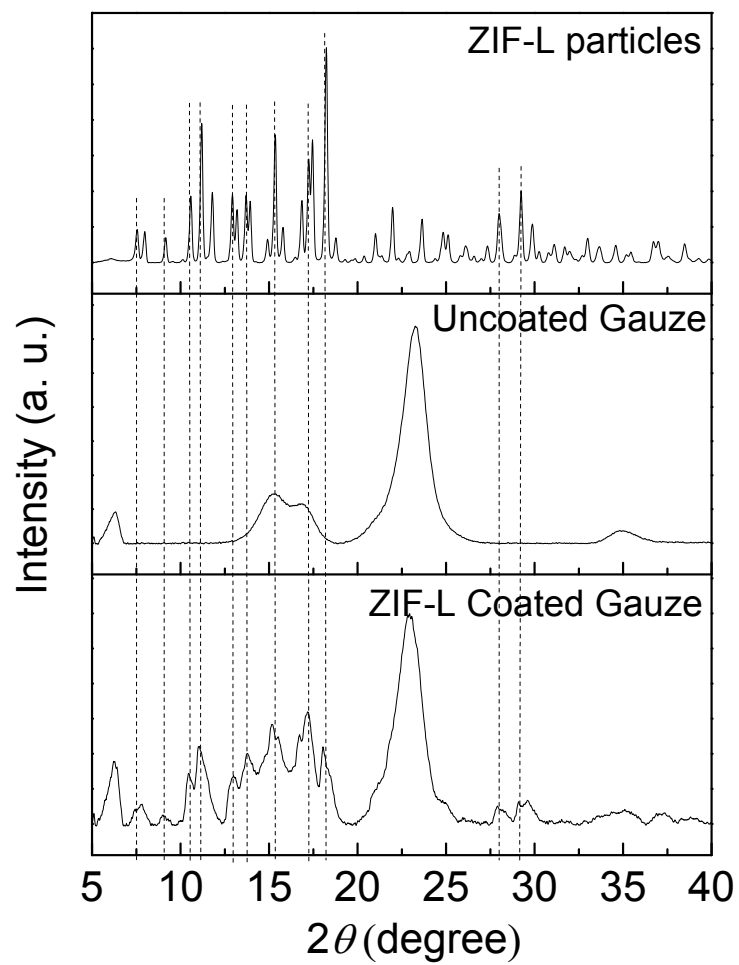 ZIF-L particles
Uncoated Gauze
ZIF-L Coated Gauze
Intensity (a. u.)
5 10 15 20 25 30 35 40
2θ (degree)